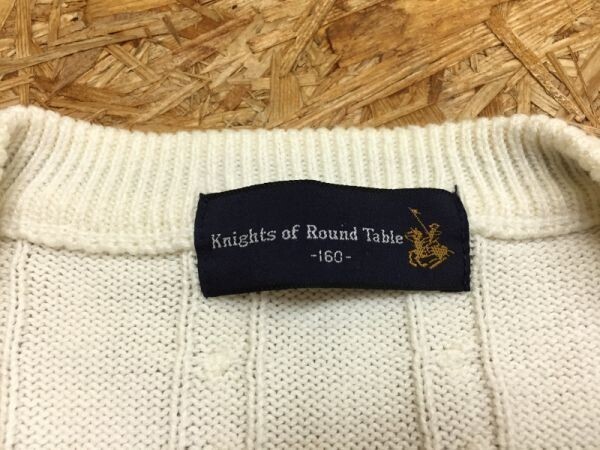 Knights of Round Table
-160-